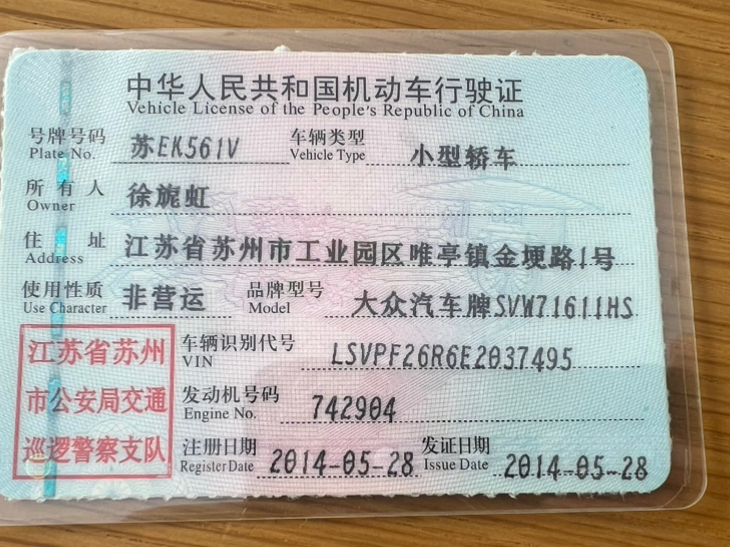 中华人民共和国机动车行驶证
Vehicle License of the People's Republic of China
号牌号码 苏EK561V 车辆类型 小型轿车
Plate No. Vehicle Type
所有人 徐旎虹
Owner
住址 江苏省苏州市工业园区唯亭镇金埂路1号
Address
使用性质 非营运 品牌型号 大众汽车牌SVW71611HS
Use Character Model
江苏省苏州 车辆识别代号 LSVPF26R6E2037495
VIN
市公安局交通 发动机号码 742904
Engine No.
巡逻警察支队 注册日期 2014-05-28 发证日期 2014-05-28
Register Date Issue Date